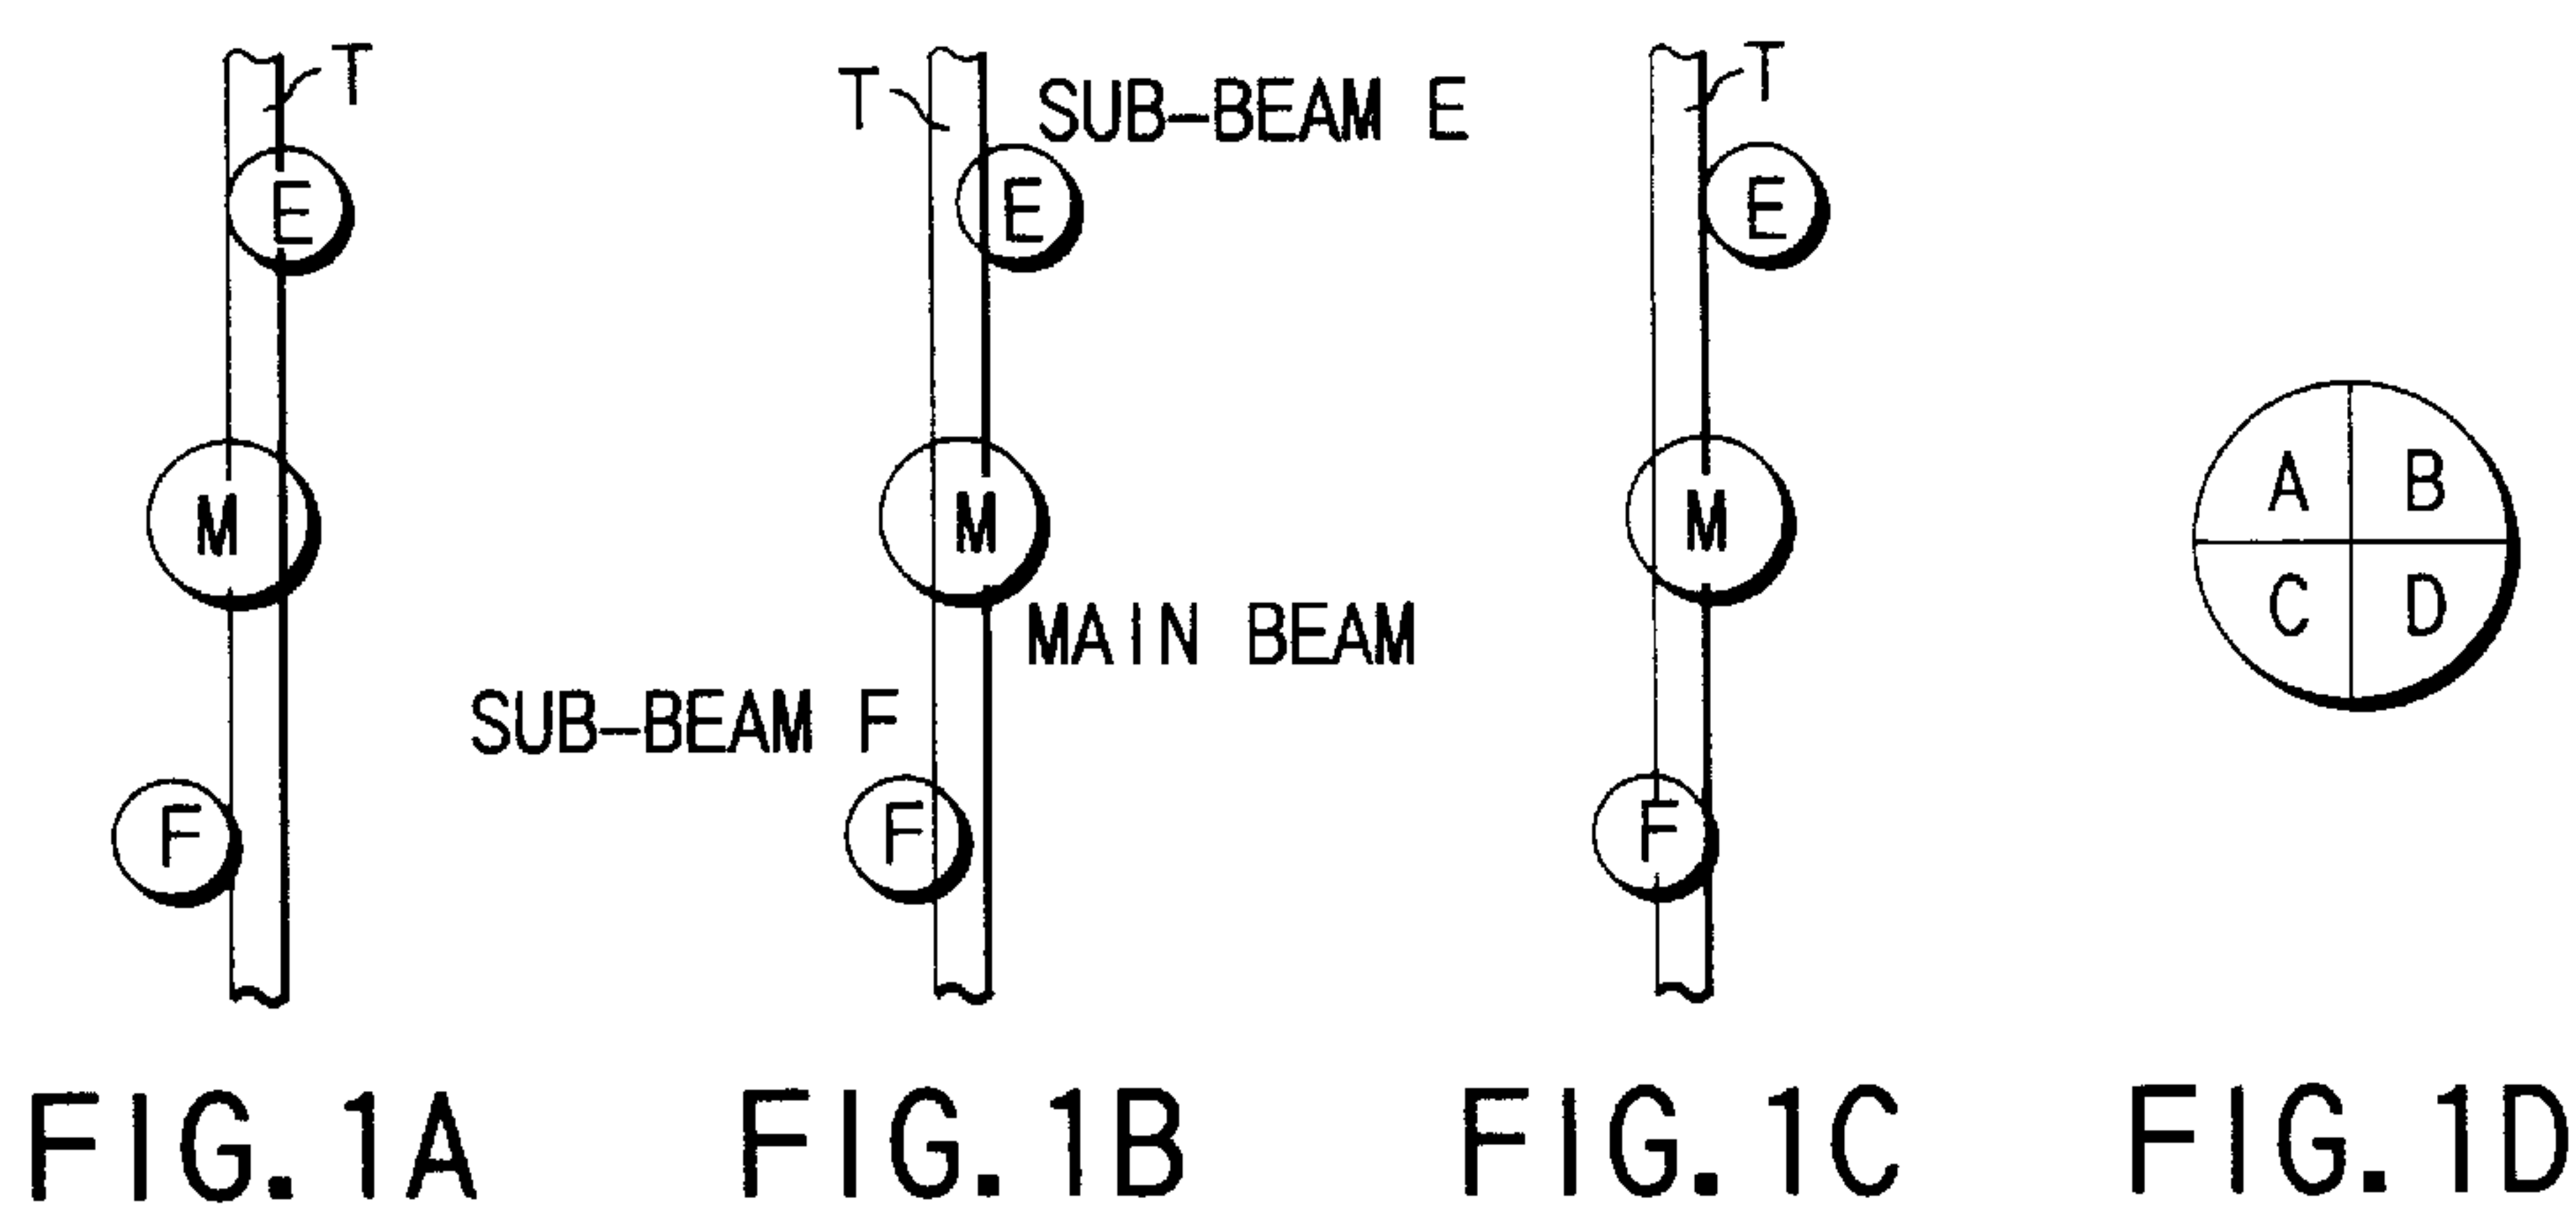 T
E
M
F
FIG. 1A
T
SUB-BEAM E
E
M
MAIN BEAM
SUB-BEAM F
F
FIG. 1B
T
E
M
F
FIG. 1C
A B
C D
FIG. 1D